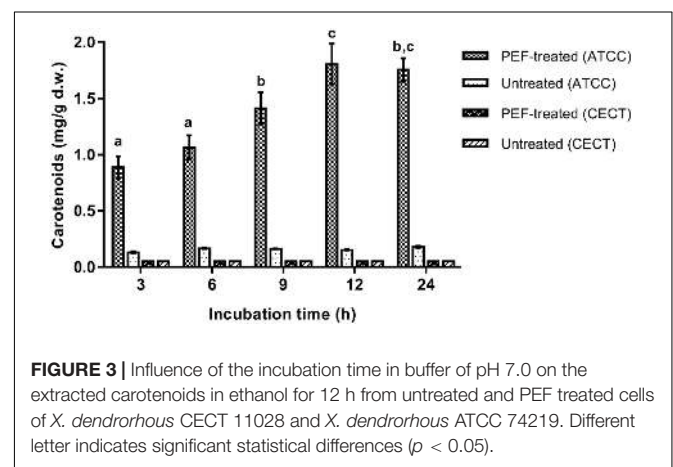 2.0
1.5
1.0
0.5
0.0
Carotenoids (mg/g d.w.)
a
a
b
c
b,c
3
6
9
12
24
Incubation time (h)
PEF-treated (ATCC)
Untreated (ATCC)
PEF-treated (CECT)
Untreated (CECT)
FIGURE 3 | Influence of the incubation time in buffer of pH 7.0 on the
extracted carotenoids in ethanol for 12 h from untreated and PEF treated cells
of X. dendrorhous CECT 11028 and X. dendrorhous ATCC 74219. Different
letter indicates significant statistical differences (p < 0.05).